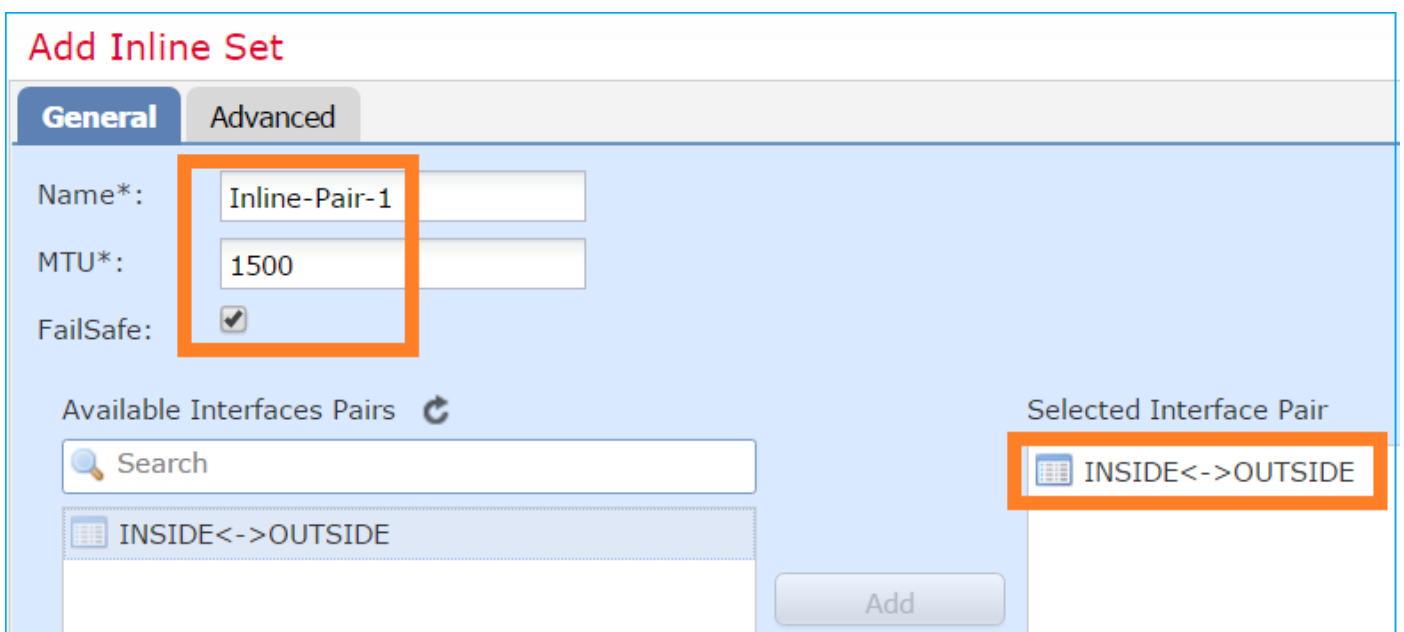 Add Inline Set
General Advanced
Name*: Inline-Pair-1
MTU*: 1500
FailSafe:
Available Interfaces Pairs Selected Interface Pair
Search INSIDE<->OUTSIDE
INSIDE<->OUTSIDE
Add